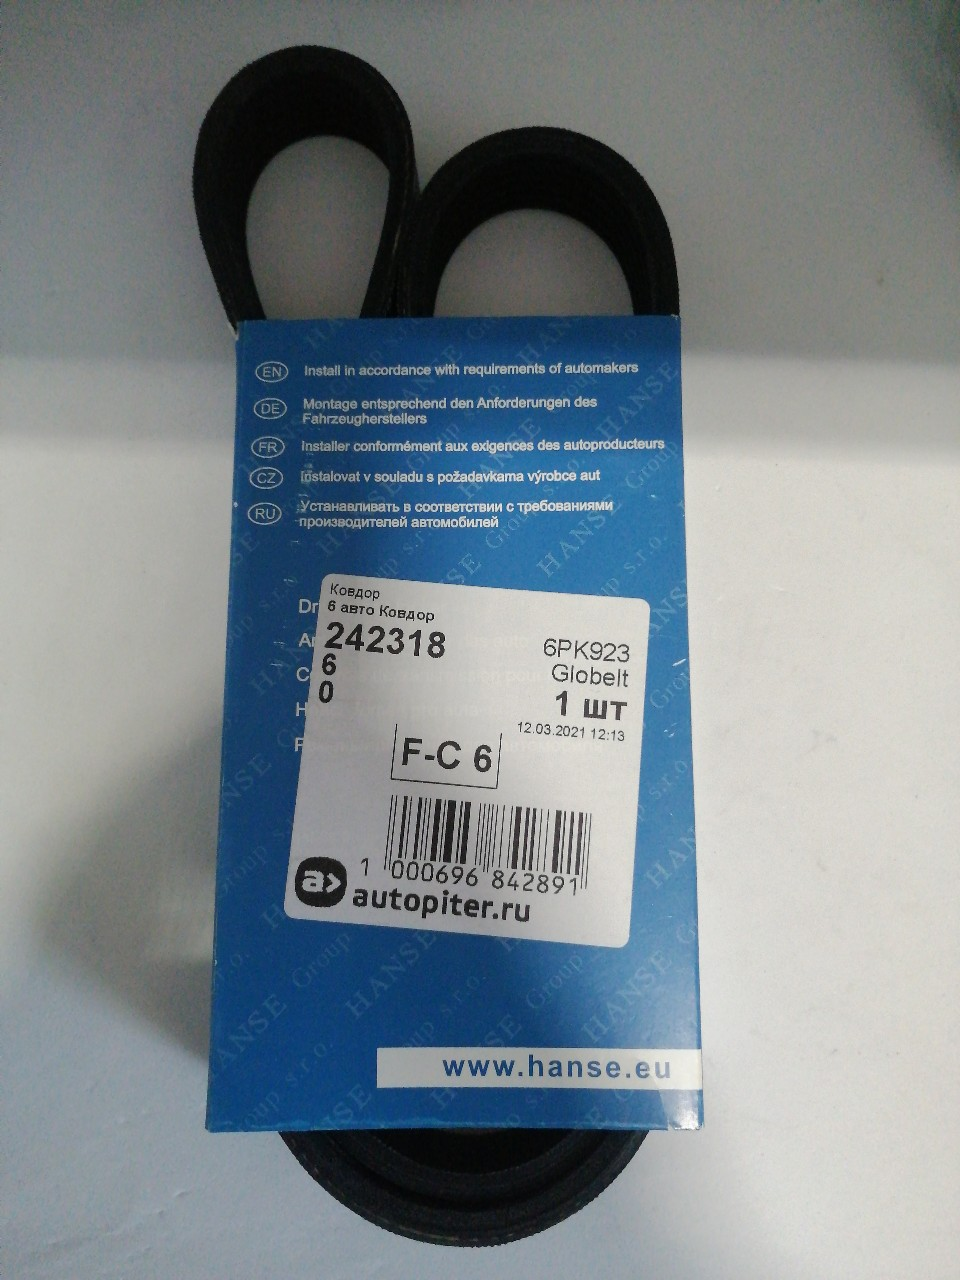 EN Install in accordance with requirements of automakers
DE Montage entsprechend den Anforderungen des
Fahrzeugherstellers
FR Installer conformément aux exigences des autoproducteurs
CZ Instalovat v souladu s požadavkama výrobce aut
RU Устанавливать в соответствии с требованиями
производителей автомобилей
Ковдор
6 авто Ковдор
242318
6PK923
6
Globelt
0
1 шт
12.03.2021 12:13
F-C 6
1 000696 842891
a> autopiter.ru
www.hanse.eu
HANSE Group s.r.o.